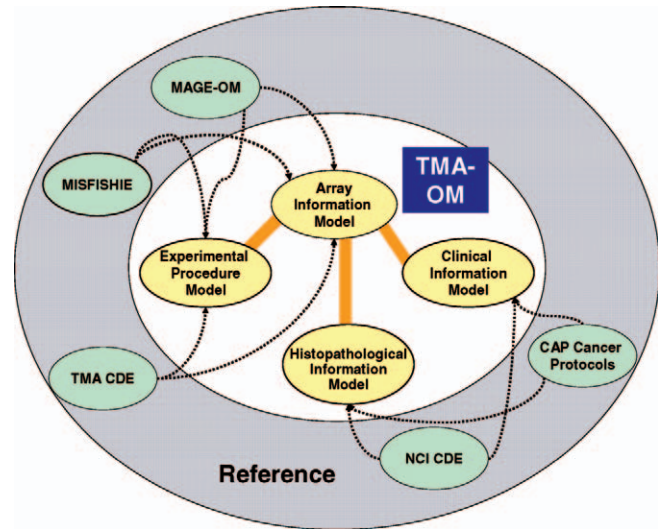 MAGE-OM
MISFISHIE
TMA-
OM
Array
Information
Model
Experimental
Procedure
Model
Clinical
Information
Model
Histopathological
Information
Model
TMA CDE
CAP Cancer
Protocols
NCI CDE
Reference